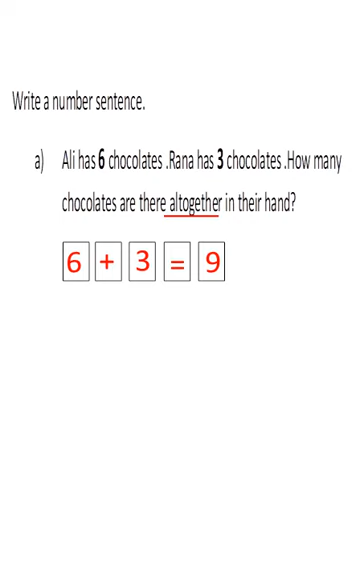 Write a number sentence.
a) Ali has 6 chocolates .Rana has 3 chocolates .How many
chocolates are there altogether in their hand?
6 + 3 = 9